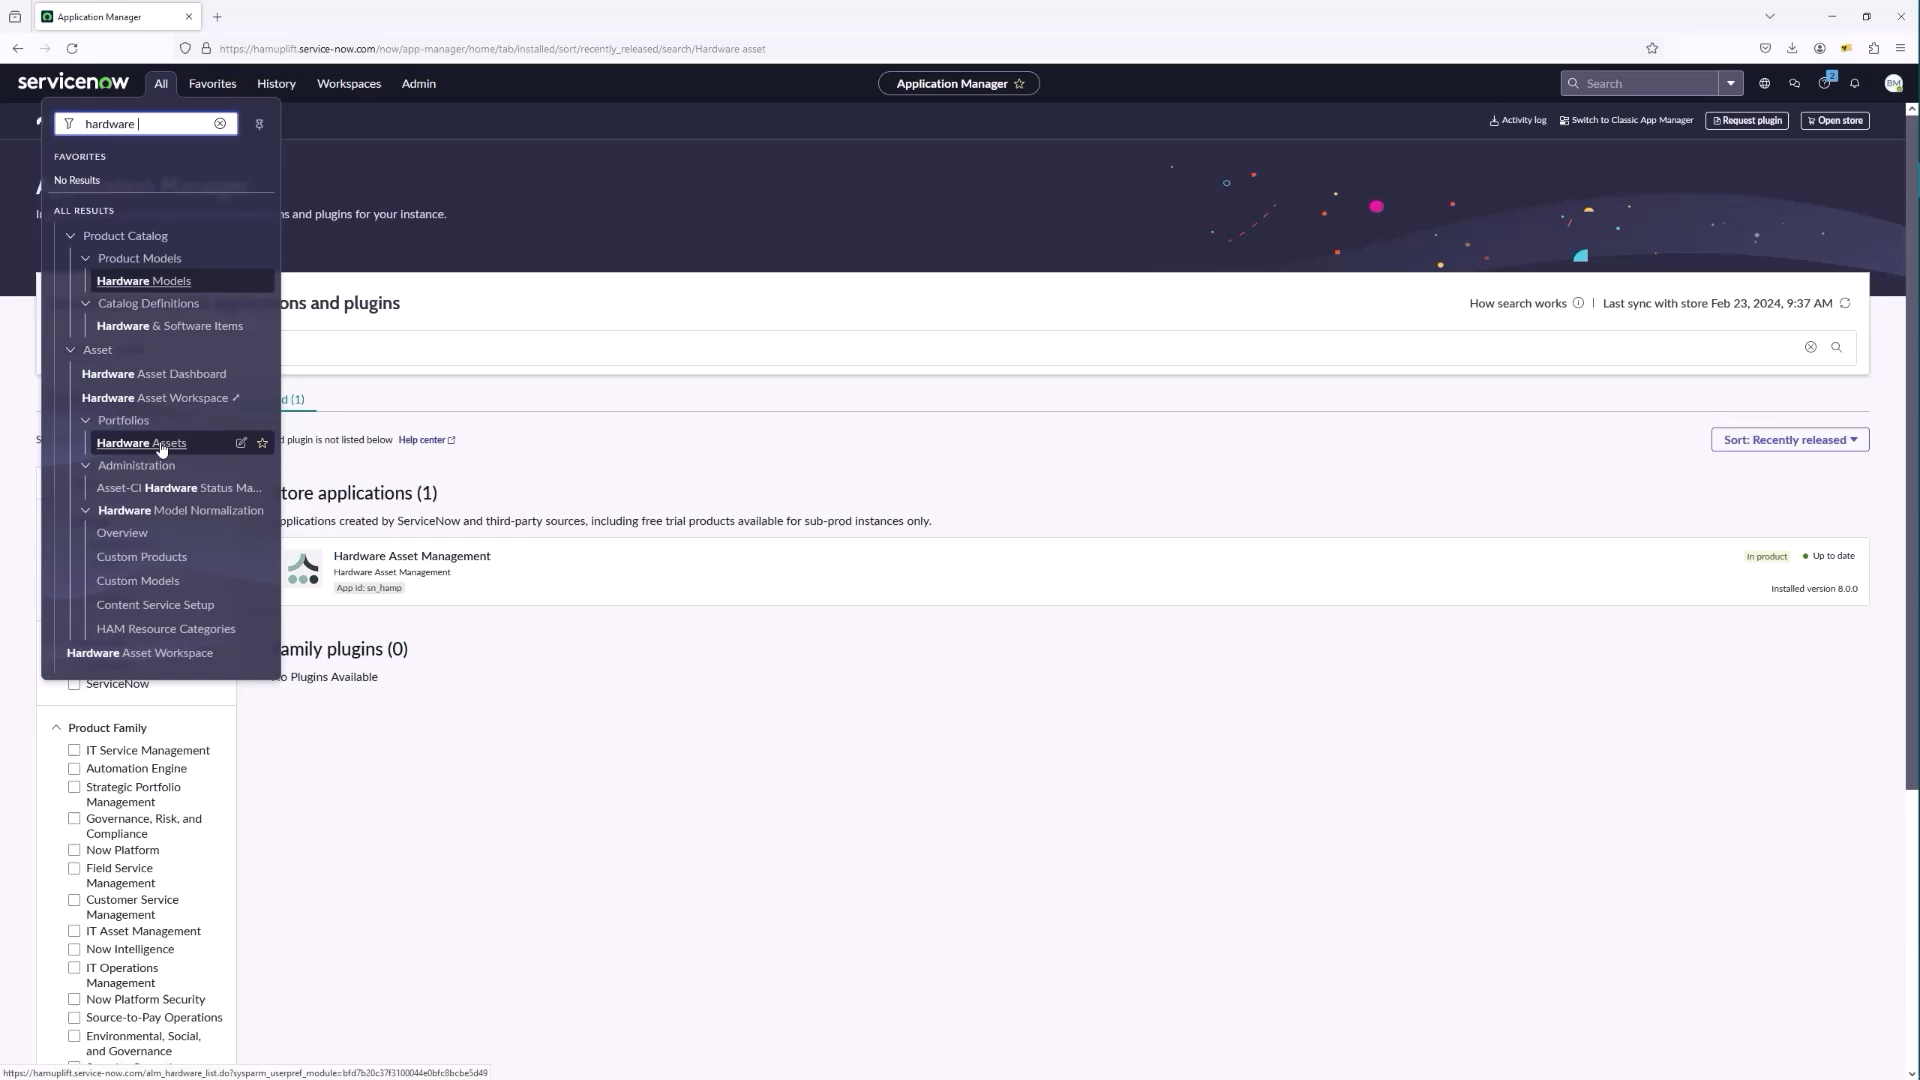 Application Manager
https://hamuplift.service-now.com/now/app-manager/home/tab/installed/sort/recently_released/search/Hardware asset
servicenow
All
Favorites
History
Workspaces
Admin
Application Manager
Search
2
BM
hardware
Activity log
Switch to Classic App Manager
Request plugin
Open store
FAVORITES
No Results
ALL RESULTS
ns and plugins for your instance.
Product Catalog
Product Models
Hardware Models
Catalog Definitions
Hardware & Software Items
Asset
Hardware Asset Dashboard
Hardware Asset Workspace
Portfolios
Hardware Assets
Administration
Asset-CI Hardware Status Ma...
Hardware Model Normalization
Overview
Custom Products
Custom Models
Content Service Setup
HAM Resource Categories
Hardware Asset Workspace
ons and plugins
How search works
Last sync with store Feb 23, 2024, 9:37 AM
d (1)
d plugin is not listed below Help center
Sort: Recently released
tore applications (1)
pplications created by ServiceNow and third-party sources, including free trial products available for sub-prod instances only.
Hardware Asset Management
Hardware Asset Management
App id: sn_hamp
In product
Up to date
Installed version 8.0.0
amily plugins (0)
o Plugins Available
ServiceNow
Product Family
IT Service Management
Automation Engine
Strategic Portfolio
Management
Governance, Risk, and
Compliance
Now Platform
Field Service
Management
Customer Service
Management
IT Asset Management
Now Intelligence
IT Operations
Management
Now Platform Security
Source-to-Pay Operations
Environmental, Social,
and Governance
https://hamuplift.service-now.com/alm_hardware_list.do?sysparm_userpref_module=bfd7b20c37f3100044e0bfc8bcbe5d49